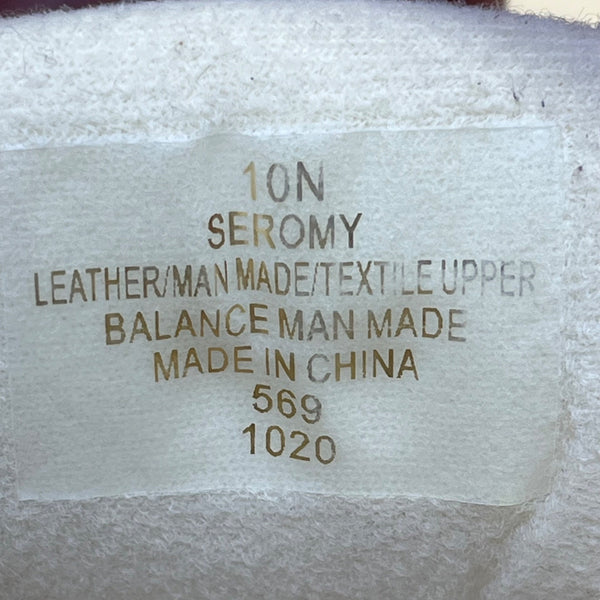 10N
SEROMY
LEATHER/MAN MADE/TEXTILE UPPER
BALANCE MAN MADE
MADE IN CHINA
569
1020